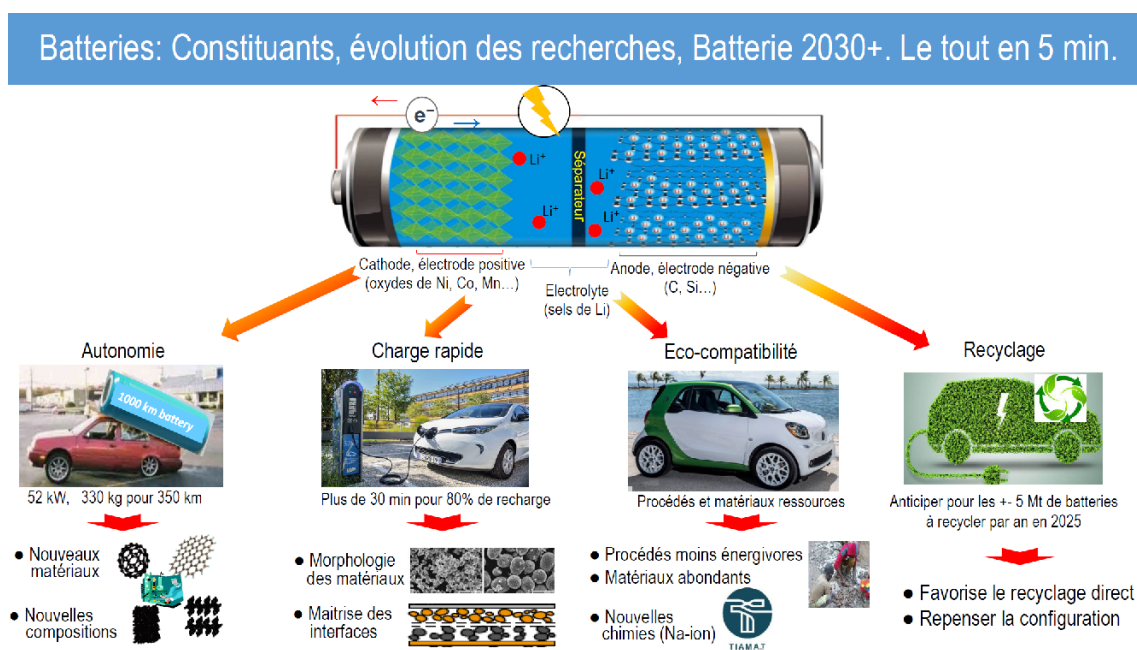 Batteries: Constituants, évolution des recherches, Batterie 2030+. Le tout en 5 min.
e⁻
Li⁺
Li⁺
Li⁺
Li⁺
Séparateur
Cathode, électrode positive
(oxydes de Ni, Co, Mn…)
Electrolyte
(sels de Li)
Anode, électrode négative
(C, Si…)
Autonomie
1000 km battery
52 kW, 330 kg pour 350 km
● Nouveaux
matériaux
● Nouvelles
compositions
Charge rapide
Plus de 30 min pour 80% de recharge
● Morphologie
des matériaux
● Maitrise des
interfaces
Eco-compatibilité
Procédés et matériaux ressources
● Procédés moins énergivores
● Matériaux abondants
● Nouvelles
chimies (Na-ion)
TIAMAT
Recyclage
Anticiper pour les +- 5 Mt de batteries
à recycler par an en 2025
● Favorise le recyclage direct
● Repenser la configuration